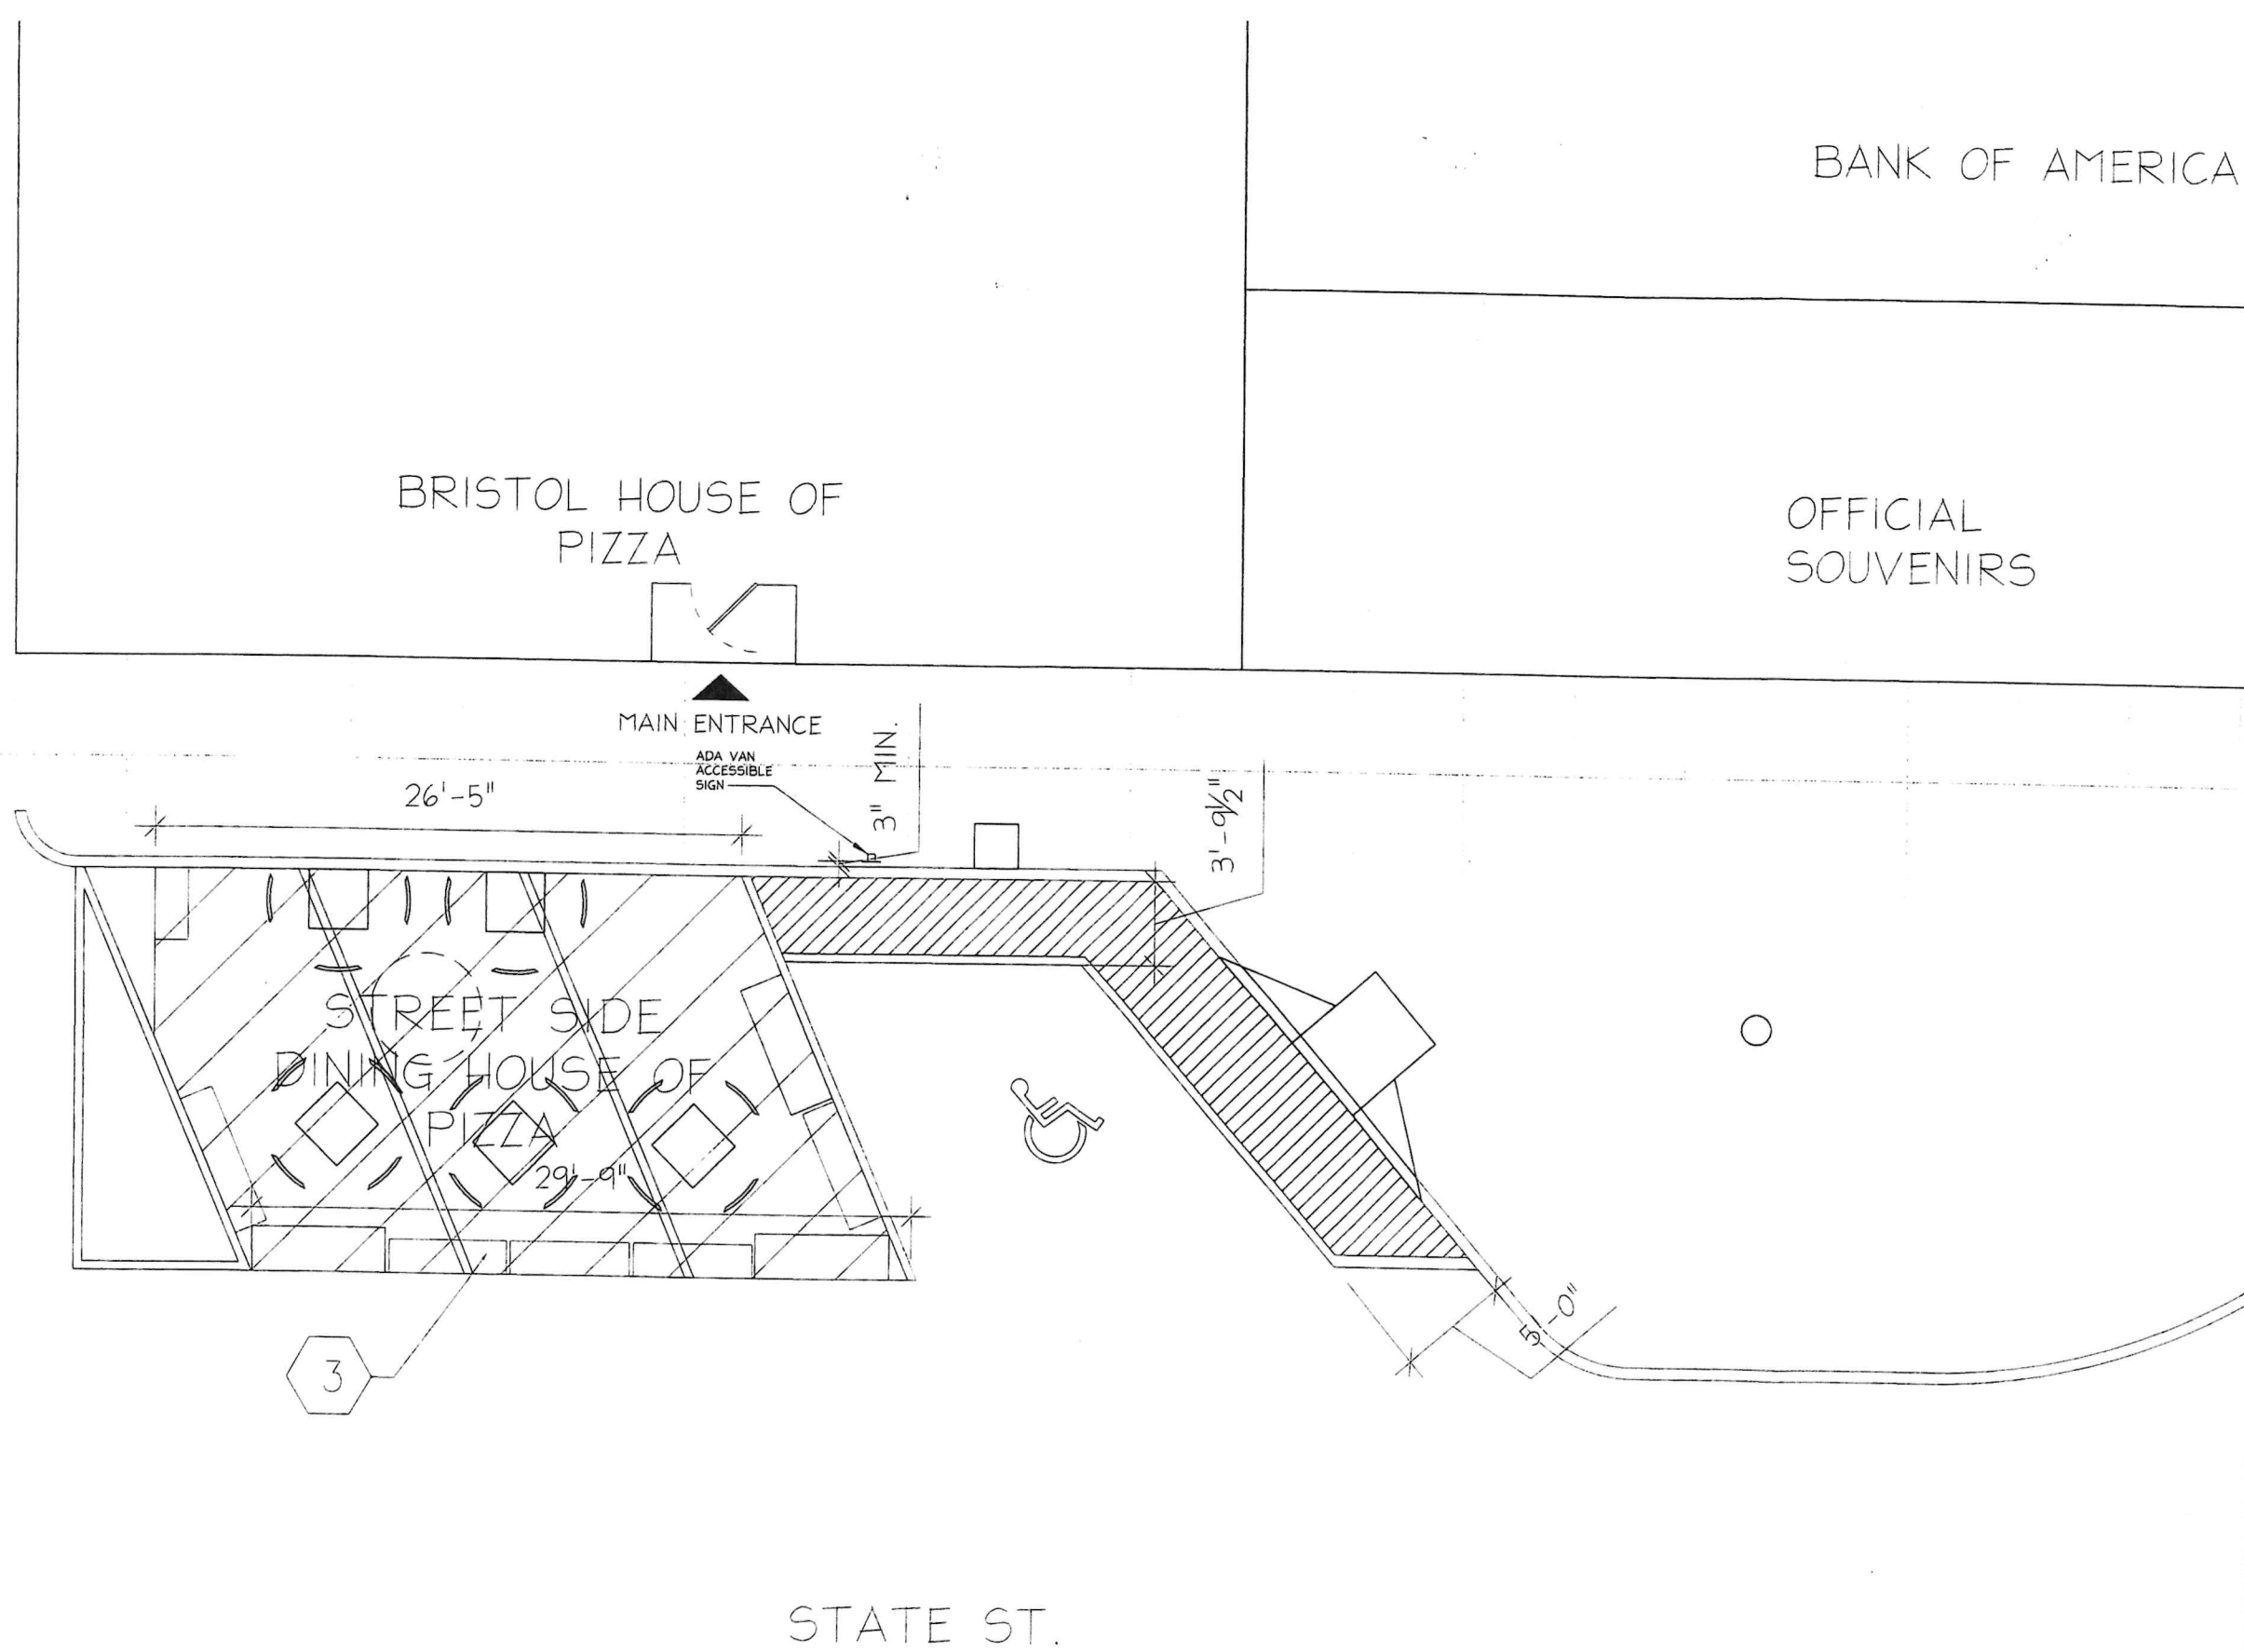 BANK OF AMERICA
BRISTOL HOUSE OF
PIZZA
OFFICIAL
SOUVENIRS
MAIN ENTRANCE
ADA VAN
ACCESSIBLE
SIGN
3" MIN.
26'-5"
3'-9½"
STREET SIDE
DINING HOUSE OF
PIZZA
29'-9"
5'-0"
3
STATE ST.